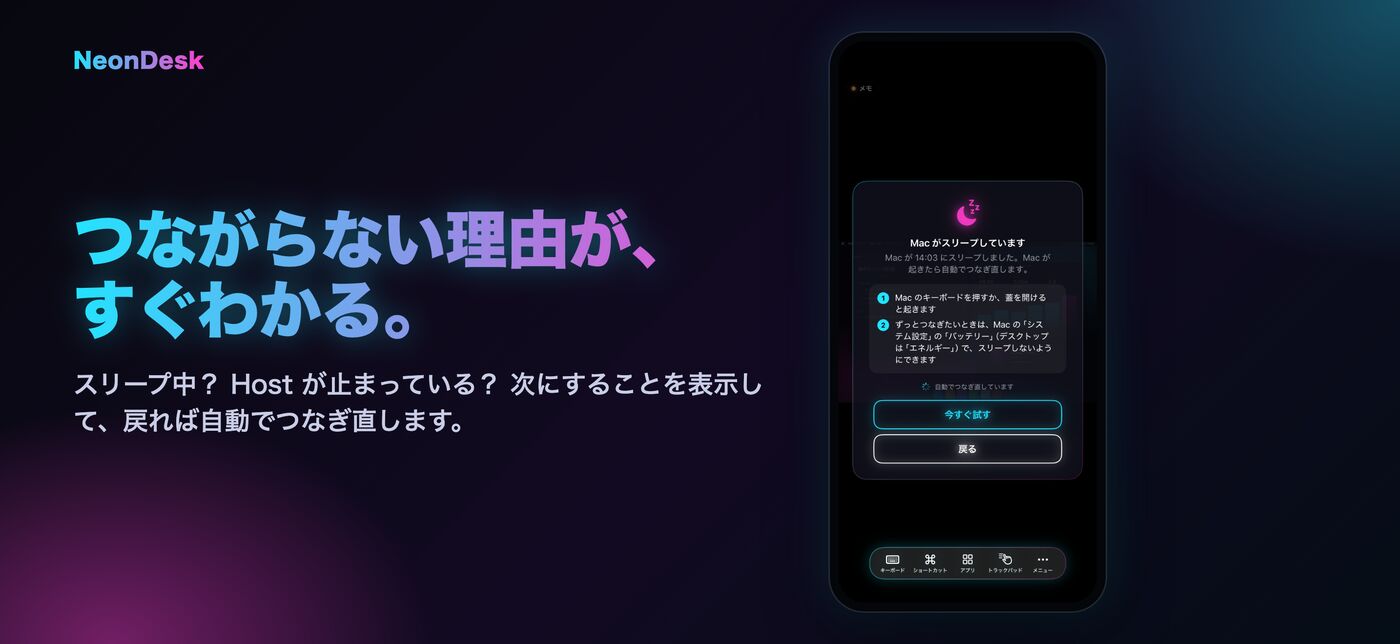 NeonDesk
つながらない理由が、
すぐわかる。
スリープ中？ Host が止まっている？ 次にすることを表示し
て、戻れば自動でつなぎ直します。
メモ
Mac がスリープしています
Mac が 14:03 にスリープしました。Mac が
起きたら自動でつなぎ直します。
1 Mac のキーボードを押すか、蓋を開ける
と起きます
2 ずっとつなぎたいときは、Mac の「シス
テム設定」の「バッテリー」（デスクトップ
は「エネルギー」）で、スリープしないよう
にできます
自動でつなぎ直しています
今すぐ試す
戻る
キーボード ショートカット アプリ トラックパッド メニュー